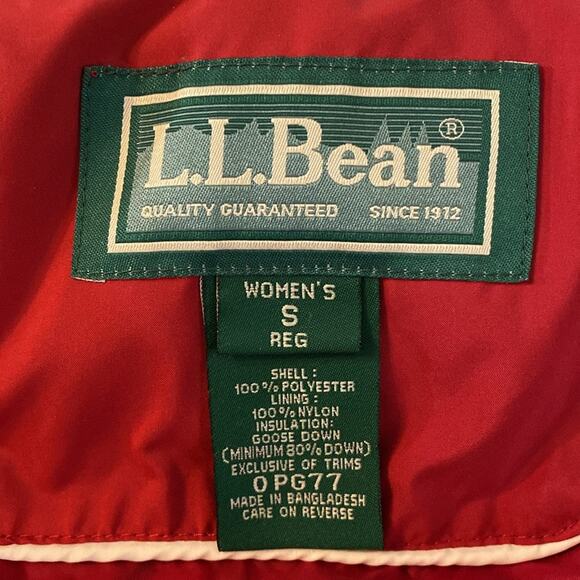 L.L.Bean®
QUALITY GUARANTEED SINCE 1912
WOMEN'S
S
REG
SHELL:
100% POLYESTER
LINING:
100% NYLON
INSULATION:
GOOSE DOWN
(MINIMUM 80% DOWN)
EXCLUSIVE OF TRIMS
0PG77
MADE IN BANGLADESH
CARE ON REVERSE